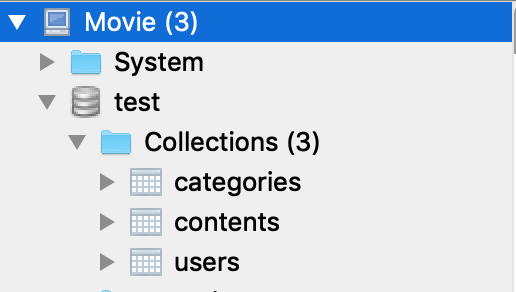 Movie (3)
System
test
Collections (3)
categories
contents
users